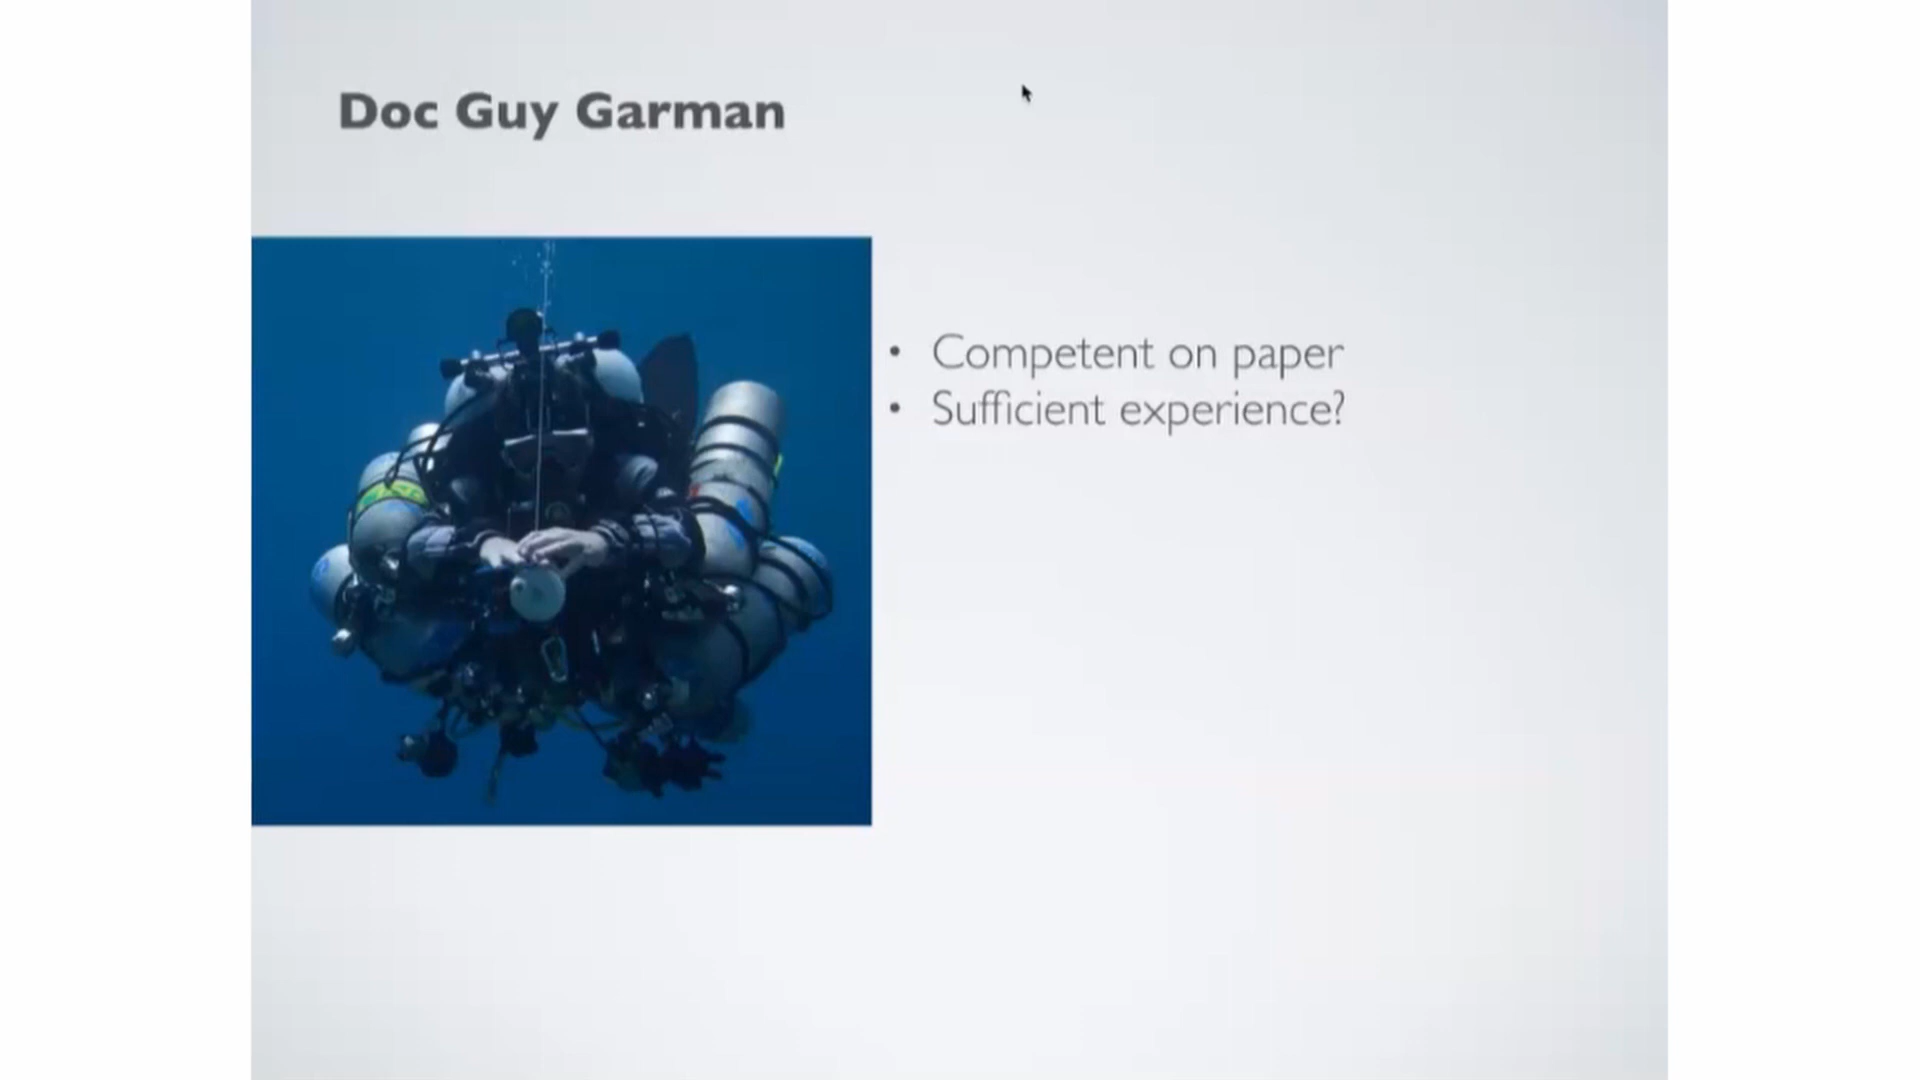 Doc Guy Garman
• Competent on paper
• Sufficient experience?